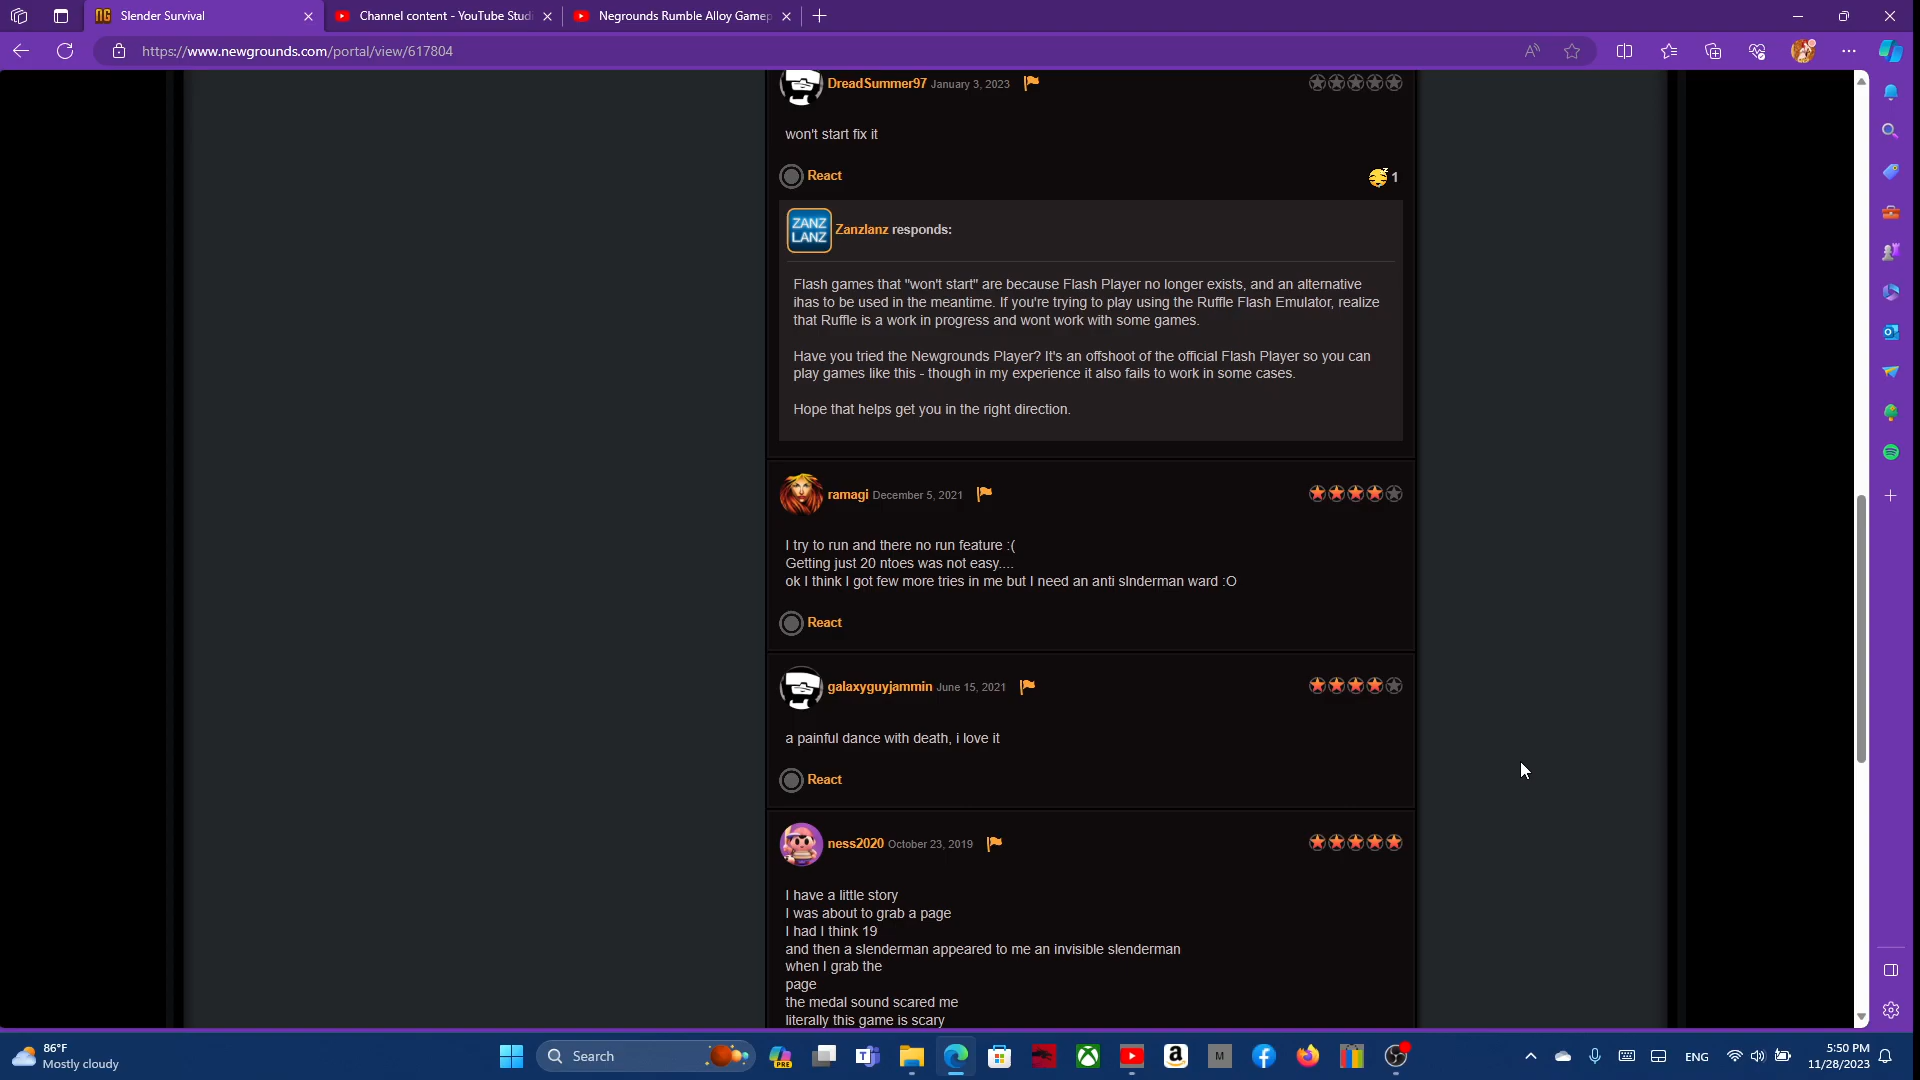 Slender Survival
Channel content - YouTube Stud
Negrounds Rumble Alloy Gamep
https://www.newgrounds.com/portal/view/617804
DreadSummer97 January 3, 2023
won't start fix it
React
1
ZANZ
LANZ
Zanzlanz responds:
Flash games that "won't start" are because Flash Player no longer exists, and an alternative
ihas to be used in the meantime. If you're trying to play using the Ruffle Flash Emulator, realize
that Ruffle is a work in progress and wont work with some games.
Have you tried the Newgrounds Player? It's an offshoot of the official Flash Player so you can
play games like this - though in my experience it also fails to work in some cases.
Hope that helps get you in the right direction.
ramagi December 5, 2021
I try to run and there no run feature :(
Getting just 20 ntoes was not easy....
ok I think I got few more tries in me but I need an anti slnderman ward :O
React
galaxyguyjammin June 15, 2021
a painful dance with death, i love it
React
ness2020 October 23, 2019
I have a little story
I was about to grab a page
I had I think 19
and then a slenderman appeared to me an invisible slenderman
when I grab the
page
the medal sound scared me
literally this game is scary
86°F
Mostly cloudy
Search
PRE
M
ENG
5:50 PM
11/28/2023